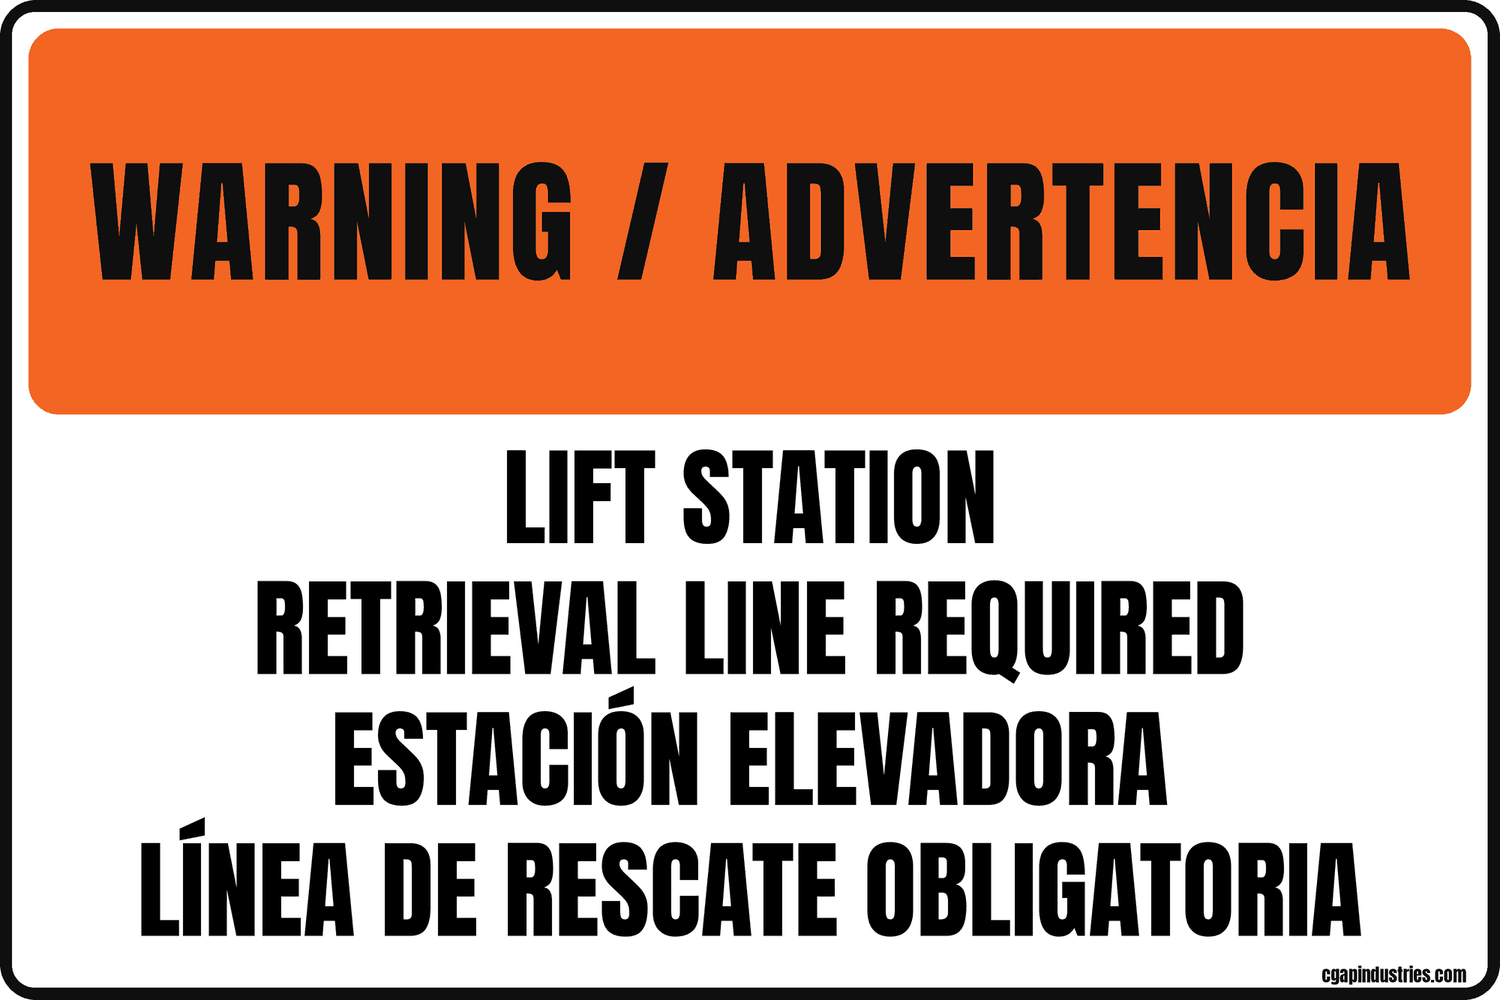 WARNING / ADVERTENCIA
LIFT STATION
RETRIEVAL LINE REQUIRED
ESTACIÓN ELEVADORA
LÍNEA DE RESCATE OBLIGATORIA
cgapindustries.com